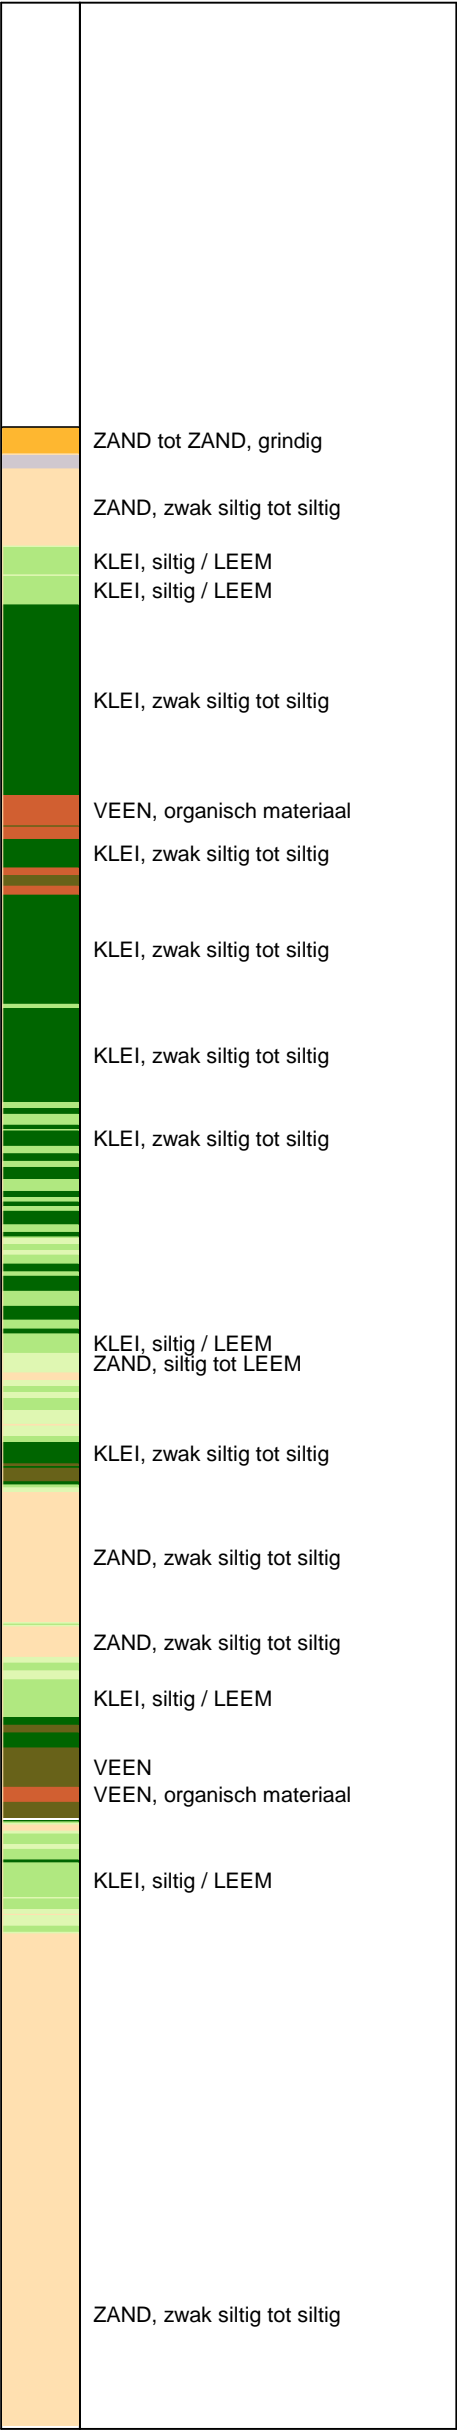 ZAND tot ZAND, grindig
ZAND, zwak siltig tot siltig
KLEI, siltig / LEEM
KLEI, siltig / LEEM
KLEI, zwak siltig tot siltig
VEEN, organisch materiaal
KLEI, zwak siltig tot siltig
KLEI, zwak siltig tot siltig
KLEI, zwak siltig tot siltig
KLEI, zwak siltig tot siltig
KLEI, siltig / LEEM
ZAND, siltig tot LEEM
KLEI, zwak siltig tot siltig
ZAND, zwak siltig tot siltig
ZAND, zwak siltig tot siltig
KLEI, siltig / LEEM
VEEN
VEEN, organisch materiaal
KLEI, siltig / LEEM
ZAND, zwak siltig tot siltig